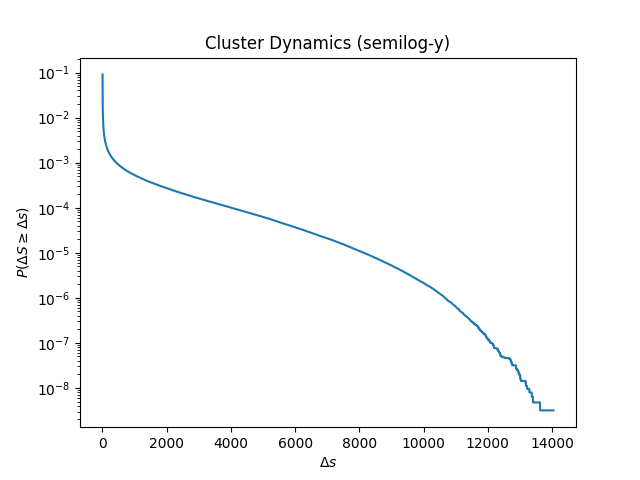 Cluster Dynamics (semilog-y)
10⁻¹
10⁻²
10⁻³
10⁻⁴
10⁻⁵
10⁻⁶
10⁻⁷
10⁻⁸
P(ΔS ≥ Δs)
0 2000 4000 6000 8000 10000 12000 14000
Δs